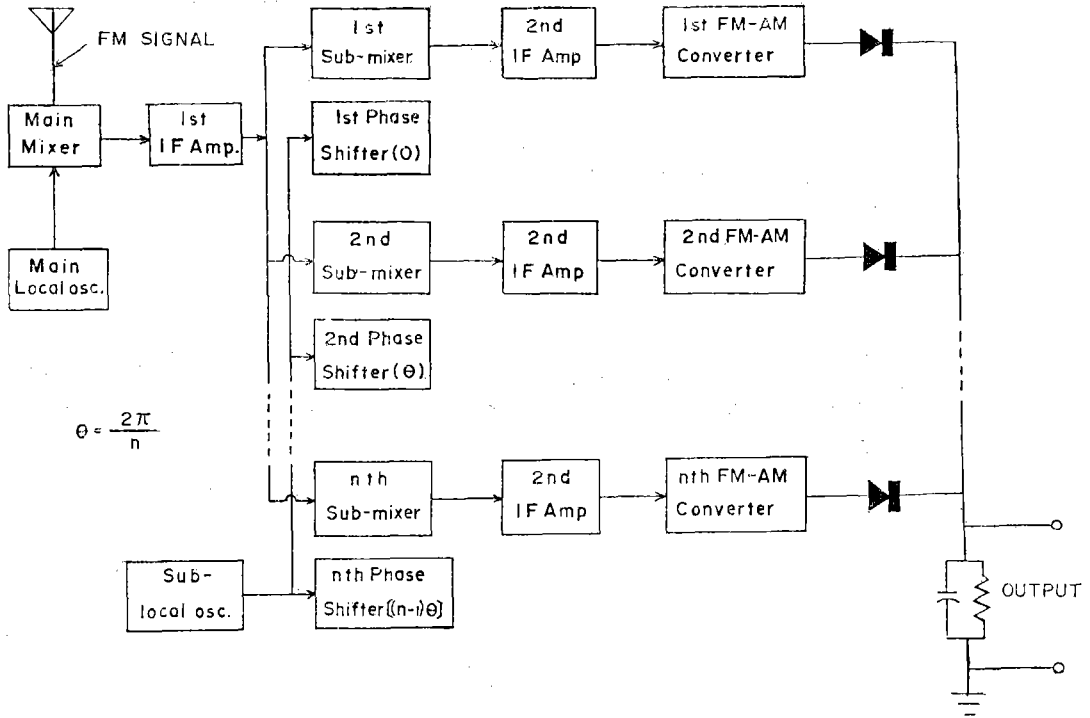 FM SIGNAL
Main
Mixer
1st
IF Amp.
Main
Local osc.
1st
Sub-mixer
2nd
IF Amp
1st FM-AM
Converter
1st Phase
Shifter(0)
2nd
Sub-mixer
2nd
IF Amp
2nd FM-AM
Converter
2nd Phase
Shifter(θ)
θ = 2π/n
nth
Sub-mixer
2nd
IF Amp
nth FM-AM
Converter
Sub-
local osc.
nth Phase
Shifter[(n-1)θ]
OUTPUT